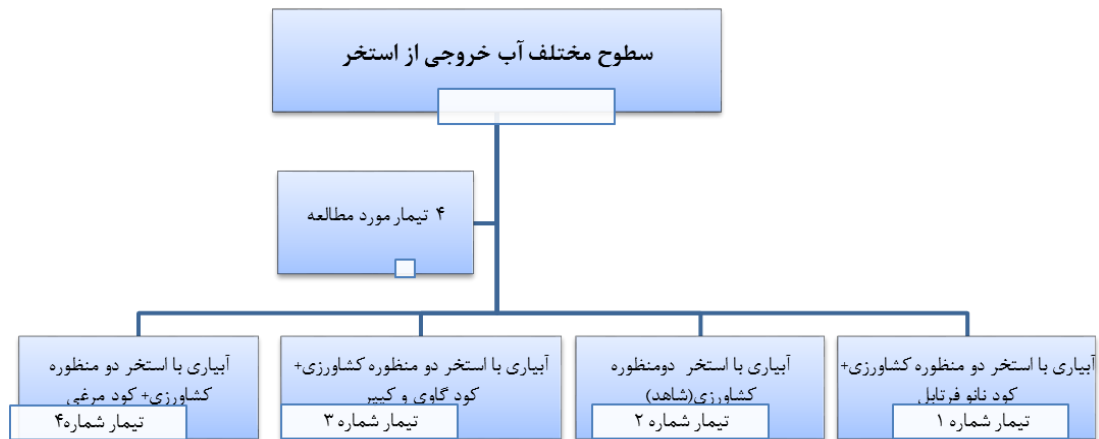 سطوح مختلف آب خروجی از استخر
۴ تیمار مورد مطالعه
آبیاری با استخر دو منظوره کشاورزی+
کود نانو فرتایل
تیمار شماره ۱
آبیاری با استخر دومنظوره
کشاورزی(شاهد)
تیمار شماره ۲
آبیاری با استخر دو منظوره کشاورزی+
کود گاوی و کبیر
تیمار شماره ۳
آبیاری با استخر دو منظوره
کشاورزی+ کود مرغی
تیمار شماره۴